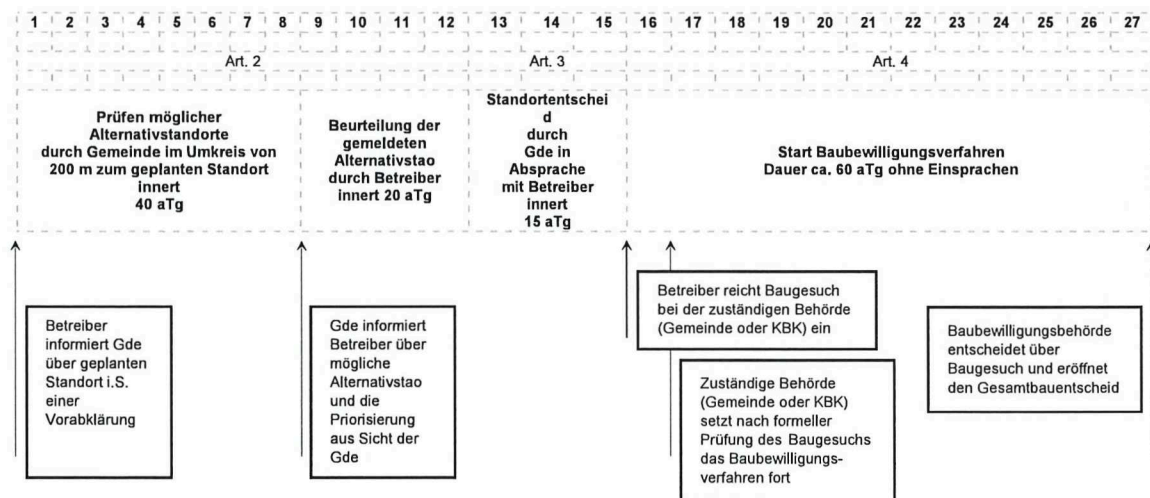 1 2 3 4 5 6 7 8 9 10 11 12 13 14 15 16 17 18 19 20 21 22 23 24 25 26 27
Art. 2 Art. 3 Art. 4
Prüfen möglicher
Alternativstandorte
durch Gemeinde im Umkreis von
200 m zum geplanten Standort
innert
40 aTg
Beurteilung der
gemeldeten
Alternativstao
durch Betreiber
innert 20 aTg
Standortentschei
d
durch
Gde in
Absprache
mit Betreiber
innert
15 aTg
Start Baubewilligungsverfahren
Dauer ca. 60 aTg ohne Einsprachen
Betreiber
informiert Gde
über geplanten
Standort i.S.
einer
Vorabklärung
Gde informiert
Betreiber über
mögliche
Alternativstao
und die
Priorisierung
aus Sicht der
Gde
Betreiber reicht Baugesuch
bei der zuständigen Behörde
(Gemeinde oder KBK) ein
Zuständige Behörde
(Gemeinde oder KBK)
setzt nach formeller
Prüfung des Baugesuchs
das Baubewilligungs-
verfahren fort
Baubewilligungsbehörde
entscheidet über
Baugesuch und eröffnet
den Gesamtbauentscheid